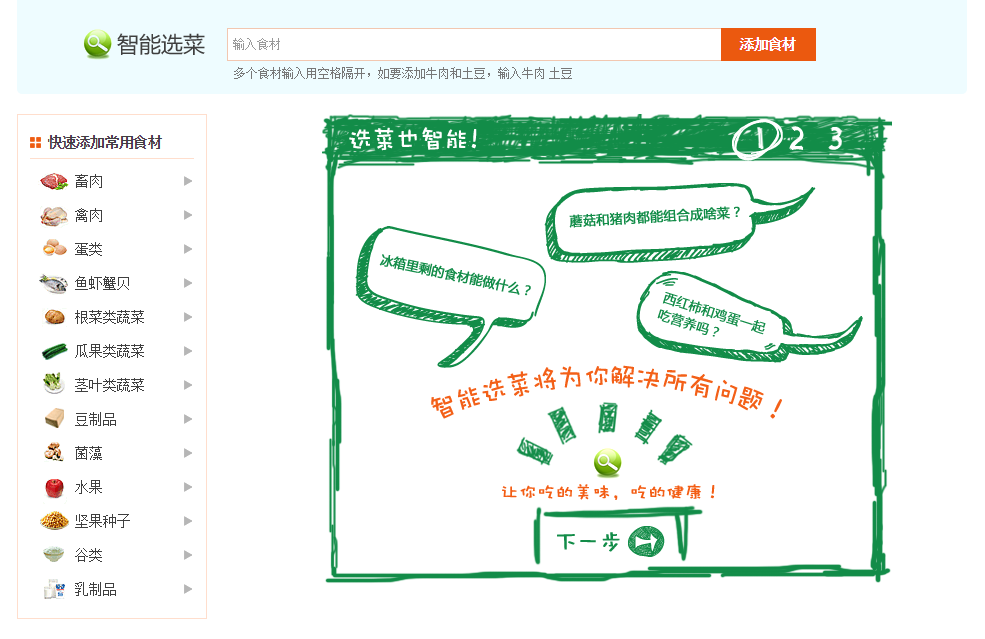 智能选菜
输入食材
添加食材
多个食材输入用空格隔开，如要添加牛肉和土豆，输入牛肉 土豆
快速添加常用食材
畜肉
禽肉
蛋类
鱼虾蟹贝
根菜类蔬菜
瓜果类蔬菜
茎叶类蔬菜
豆制品
菌藻
水果
坚果种子
谷类
乳制品
选菜也智能！
1 2 3
蘑菇和猪肉都能组合成啥菜？
冰箱里剩的食材能做什么？
西红柿和鸡蛋一起
吃营养吗？
智能选菜将为你解决所有问题！
让你吃的美味，吃的健康！
下一步